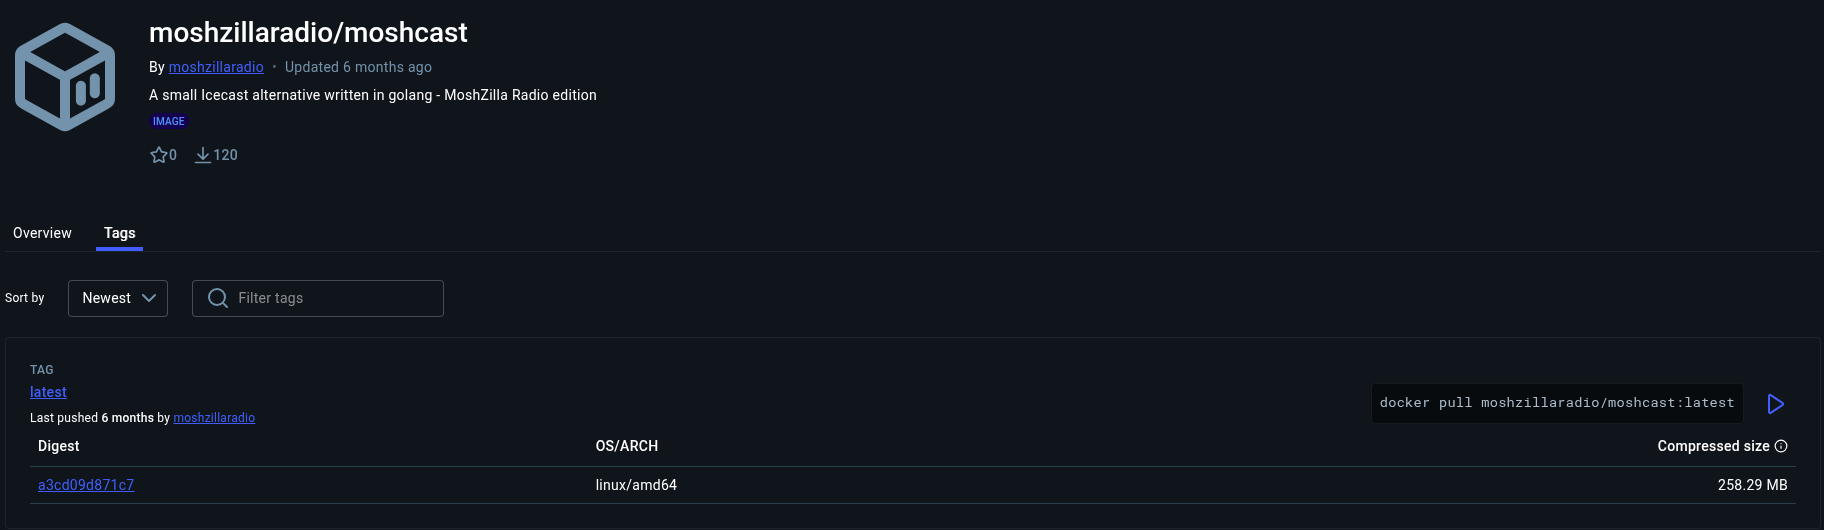 moshzillaradio/moshcast
By moshzillaradio • Updated 6 months ago
A small Icecast alternative written in golang - MoshZilla Radio edition
IMAGE
0 120
Overview Tags
Sort by Newest Filter tags
TAG
latest
docker pull moshzillaradio/moshcast:latest
Last pushed 6 months by moshzillaradio
Digest OS/ARCH Compressed size
a3cd09d871c7 linux/amd64 258.29 MB